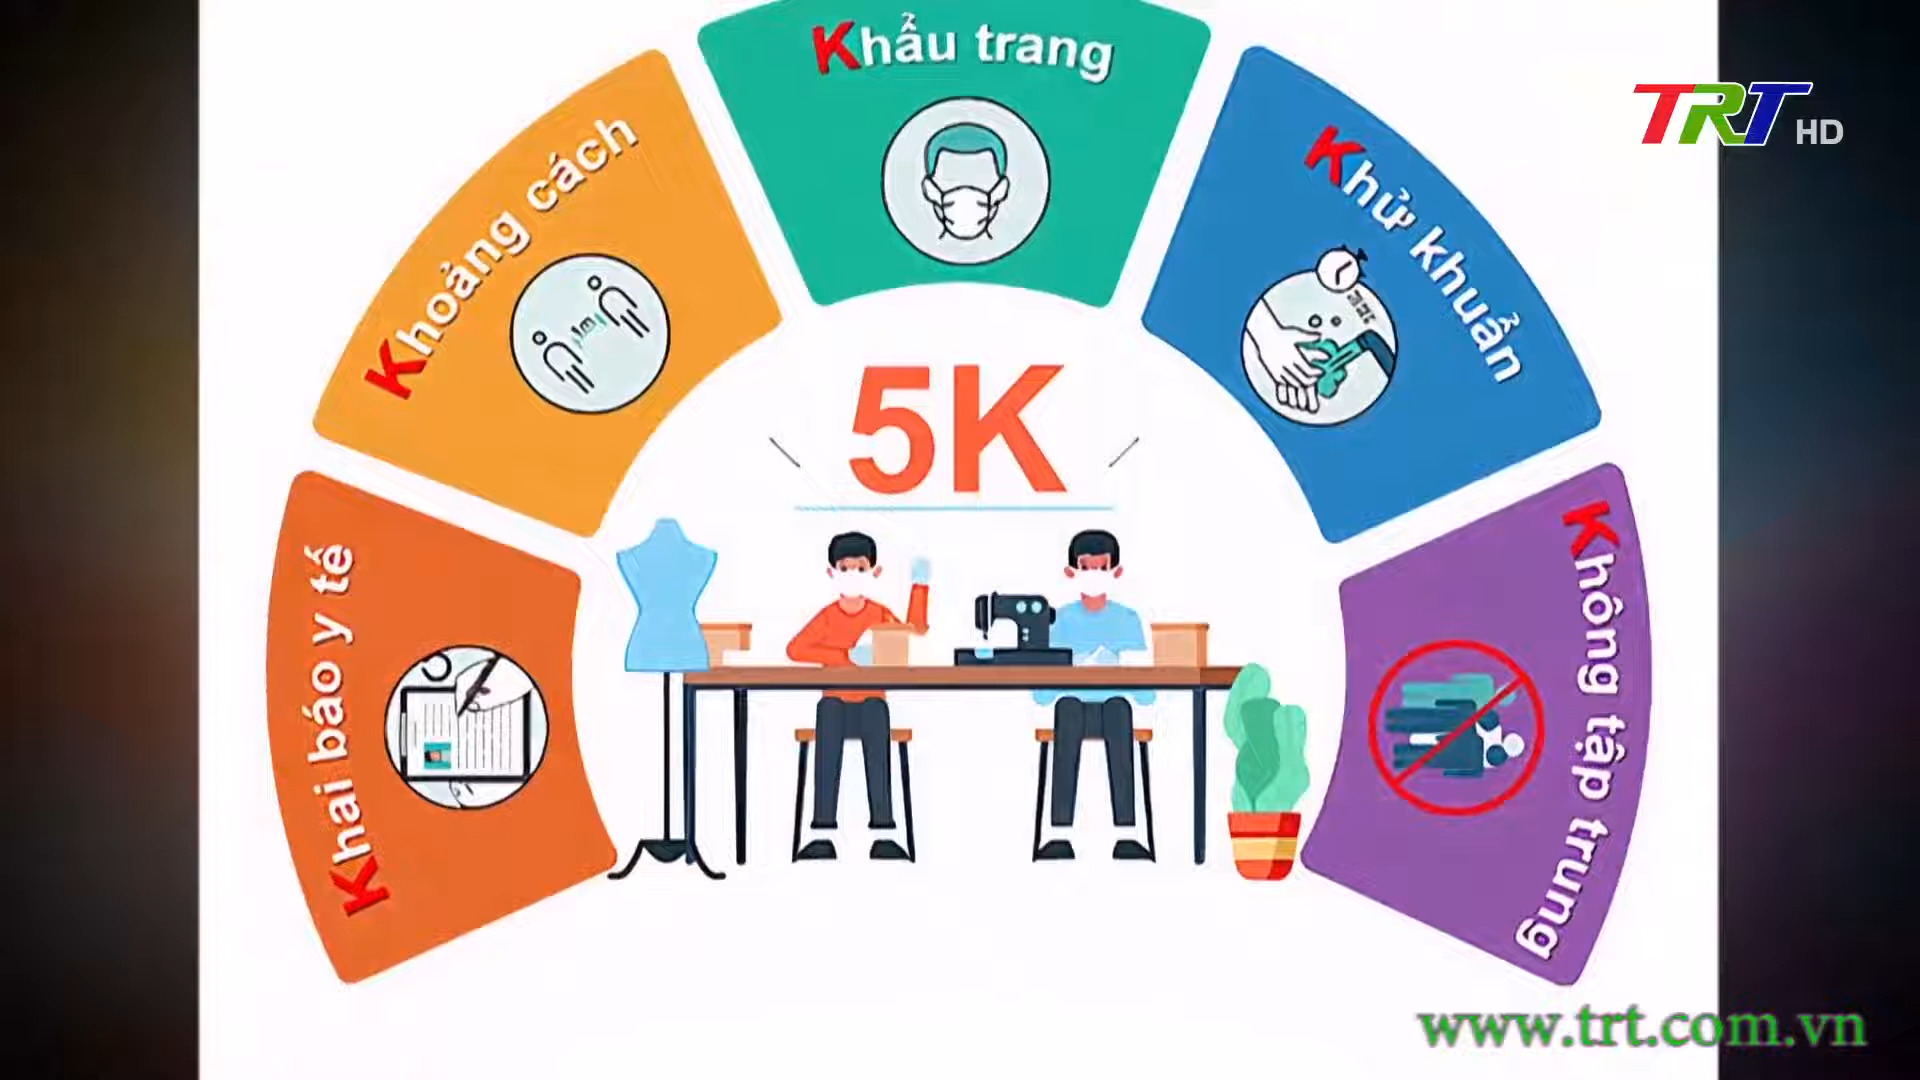 Khẩu trang
TRT HD
Khoảng cách
Khử khuẩn
5K
Khai báo y tế
Không tập trung
www.trt.com.vn